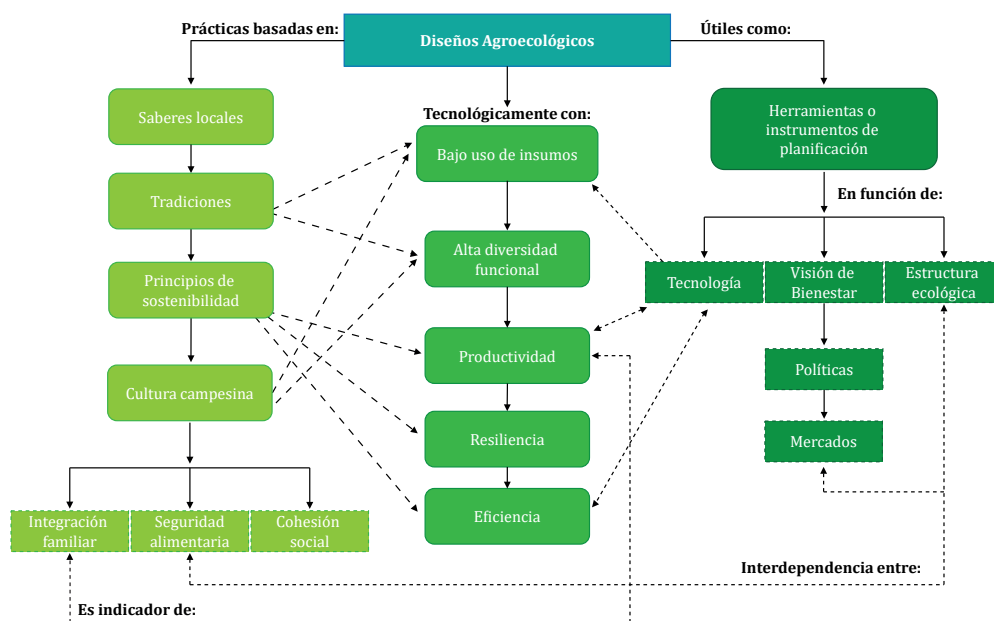 Prácticas basadas en:
Diseños Agroecológicos
Útiles como:
Saberes locales
Tradiciones
Principios de
sostenibilidad
Cultura campesina
Integración
familiar
Seguridad
alimentaria
Cohesión
social
Tecnológicamente con:
Bajo uso de insumos
Alta diversidad
funcional
Productividad
Resiliencia
Eficiencia
Herramientas o
instrumentos de
planificación
En función de:
Tecnología
Visión de
Bienestar
Estructura
ecológica
Políticas
Mercados
Interdependencia entre:
Es indicador de: